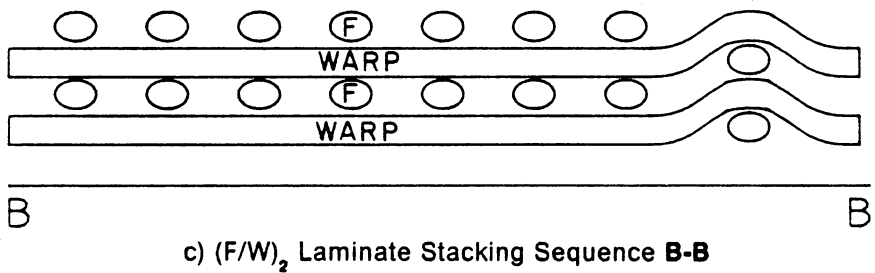 F
WARP
F
WARP
B B
c) (F/W)₂ Laminate Stacking Sequence B-B